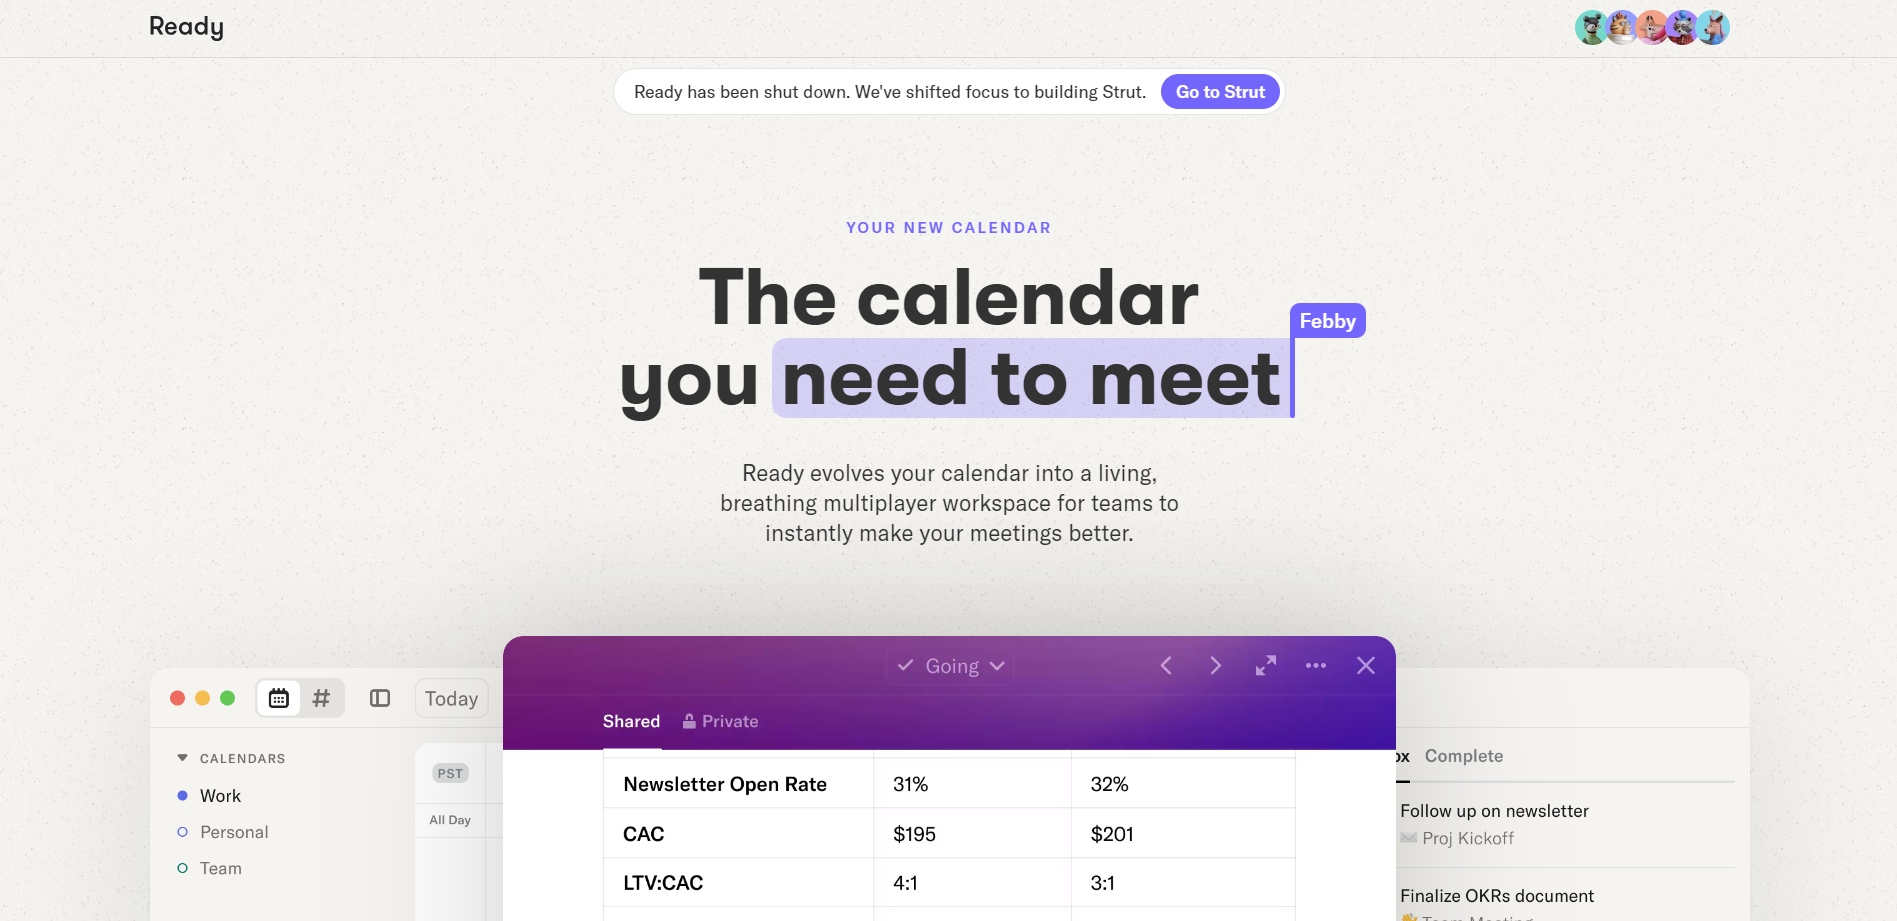 Ready
Ready has been shut down. We've shifted focus to building Strut. Go to Strut
YOUR NEW CALENDAR
The calendar
Febby
you need to meet
Ready evolves your calendar into a living,
breathing multiplayer workspace for teams to
instantly make your meetings better.
Going
Today
Shared Private
CALENDARS
Work
Personal
Team
PST
All Day
Newsletter Open Rate 31% 32%
CAC $195 $201
LTV:CAC 4:1 3:1
Complete
Follow up on newsletter
Proj Kickoff
Finalize OKRs document
Team Meeting